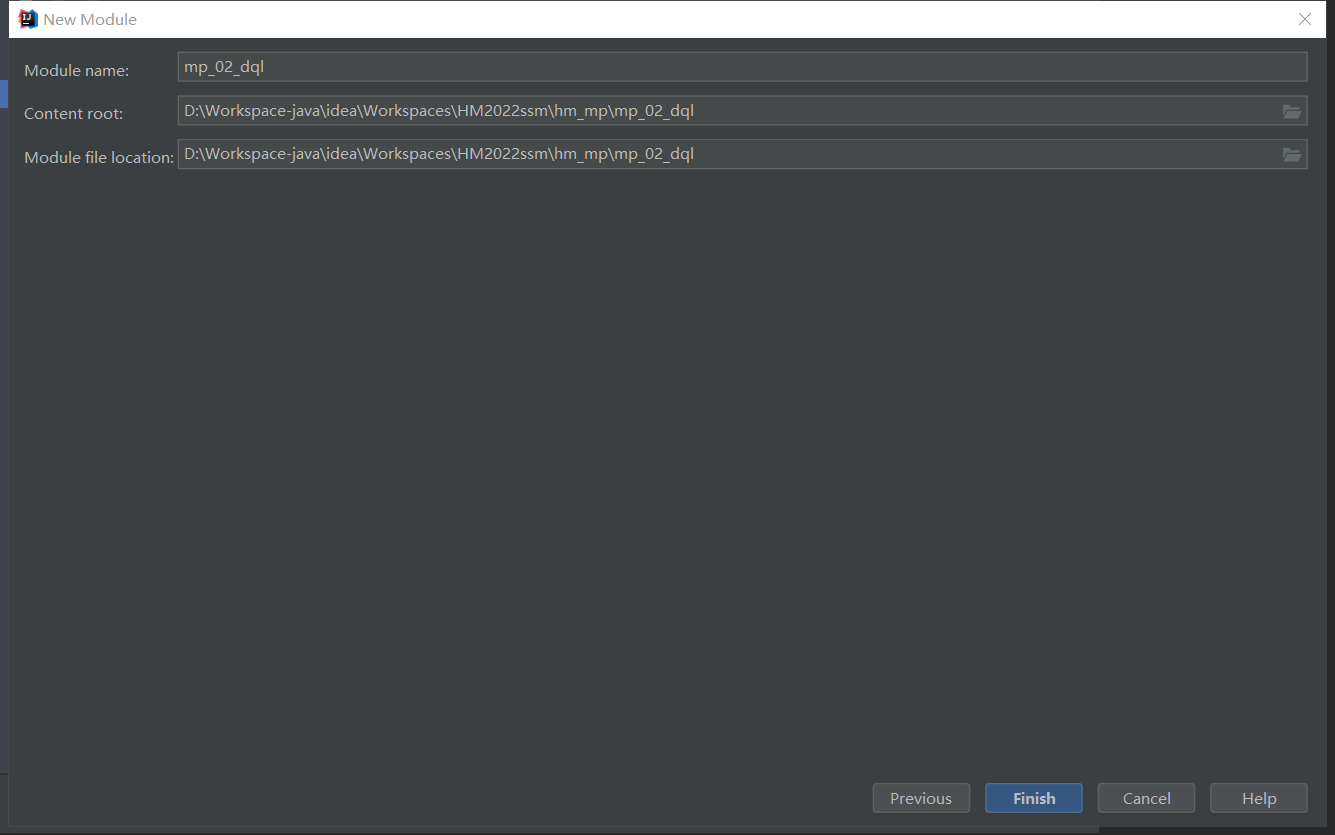 New Module
Module name: mp_02_dql
Content root: D:\Workspace-java\idea\Workspaces\HM2022ssm\hm_mp\mp_02_dql
Module file location: D:\Workspace-java\idea\Workspaces\HM2022ssm\hm_mp\mp_02_dql
Previous Finish Cancel Help